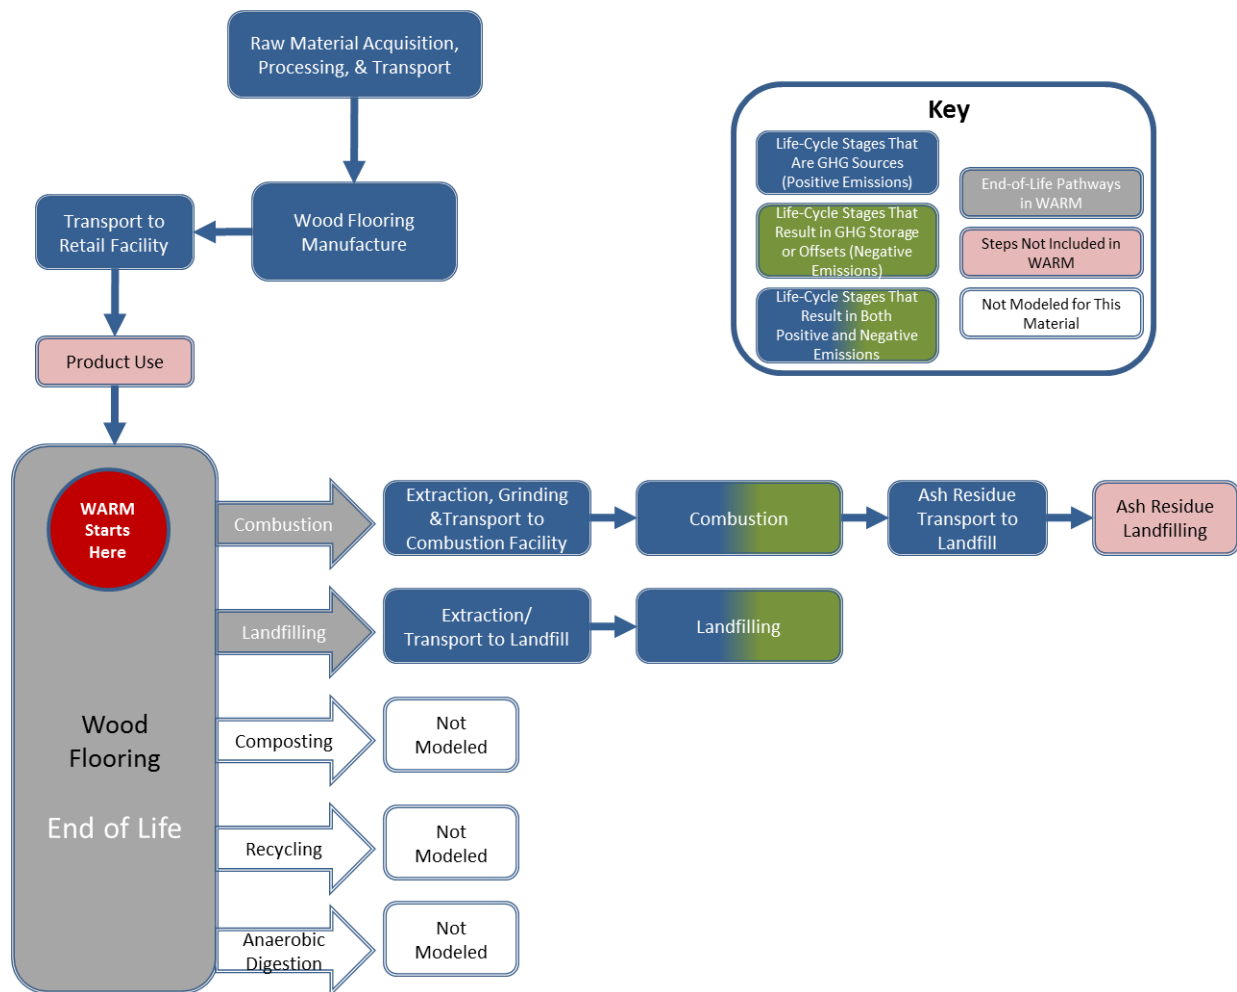 Raw Material Acquisition,
Processing, & Transport
Key
Life-Cycle Stages That
Are GHG Sources
(Positive Emissions)
End-of-Life Pathways
in WARM
Life-Cycle Stages That
Result in GHG Storage
or Offsets (Negative
Emissions)
Steps Not Included in
WARM
Life-Cycle Stages That
Result in Both
Positive and Negative
Emissions
Not Modeled for This
Material
Transport to
Retail Facility
Wood Flooring
Manufacture
Product Use
WARM
Starts
Here
Combustion
Extraction, Grinding
&Transport to
Combustion Facility
Combustion
Ash Residue
Transport to
Landfill
Ash Residue
Landfilling
Landfilling
Extraction/
Transport to Landfill
Landfilling
Wood
Flooring
End of Life
Composting
Not
Modeled
Recycling
Not
Modeled
Anaerobic
Digestion
Not
Modeled